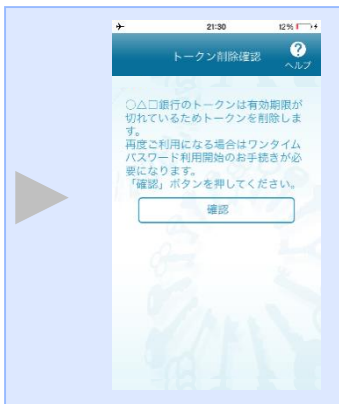 21:30 12%
トークン削除確認 ?
ヘルプ
○△□銀行のトークンは有効期限が
切れているためトークンを削除しま
す。
再度ご利用になる場合はワンタイム
パスワード利用開始のお手続きが必
要になります。
「確認」ボタンを押してください。
確認